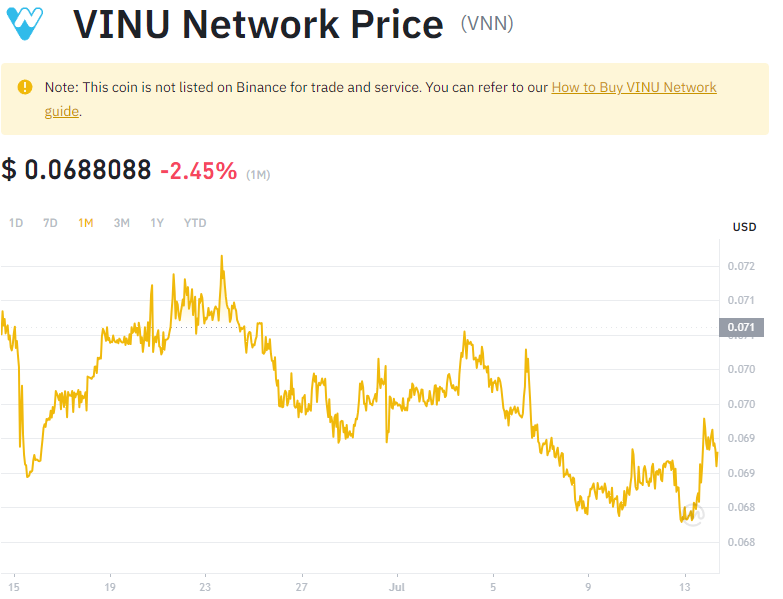 VINU Network Price (VNN)
Note: This coin is not listed on Binance for trade and service. You can refer to our How to Buy VINU Network
guide.
$ 0.0688088 -2.45% (1M)
1D 7D 1M 3M 1Y YTD
USD
0.072
0.071
0.071
0.070
0.070
0.069
0.069
0.068
0.068
15 19 23 27 Jul 5 9 13